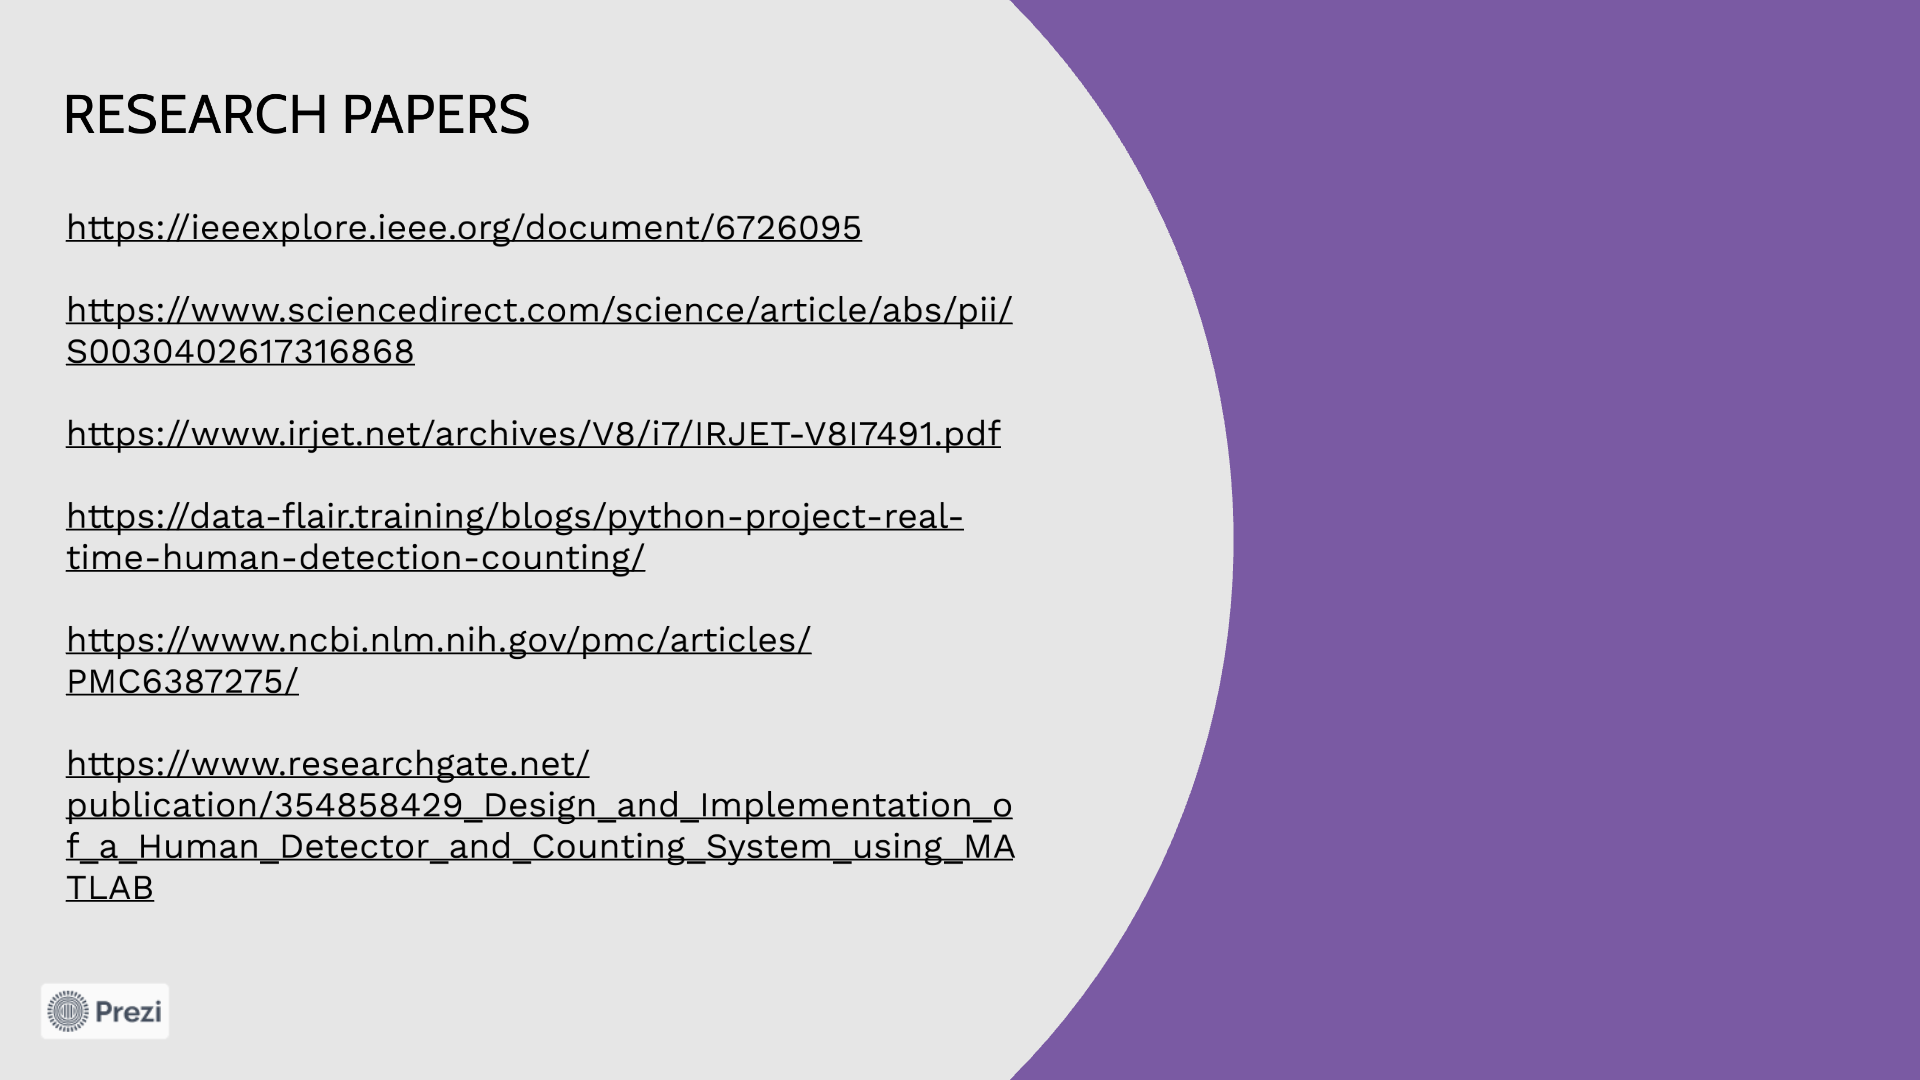 RESEARCH PAPERS
https://ieeexplore.ieee.org/document/6726095
https://www.sciencedirect.com/science/article/abs/pii/
S0030402617316868
https://www.irjet.net/archives/V8/i7/IRJET-V8I7491.pdf
https://data-flair.training/blogs/python-project-real-
time-human-detection-counting/
https://www.ncbi.nlm.nih.gov/pmc/articles/
PMC6387275/
https://www.researchgate.net/
publication/354858429_Design_and_Implementation_o
f_a_Human_Detector_and_Counting_System_using_MA
TLAB
Prezi